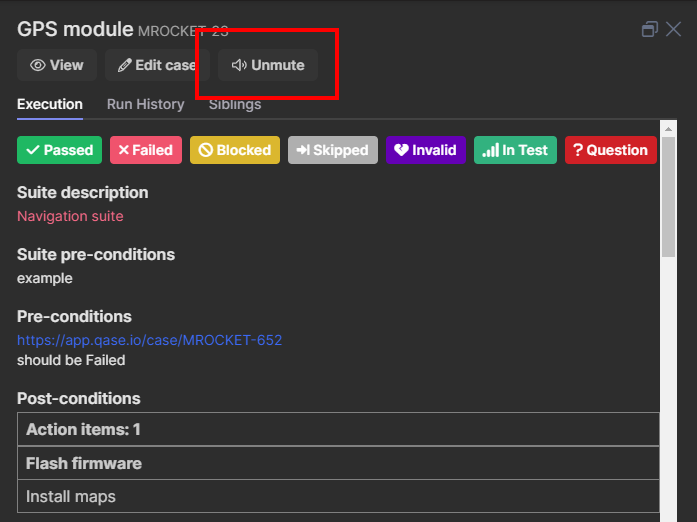 GPS module MROCKET-23
View Edit case Unmute
Execution Run History Siblings
Passed Failed Blocked Skipped Invalid In Test ? Question
Suite description
Navigation suite
Suite pre-conditions
example
Pre-conditions
https://app.qase.io/case/MROCKET-652
should be Failed
Post-conditions
Action items: 1
Flash firmware
Install maps